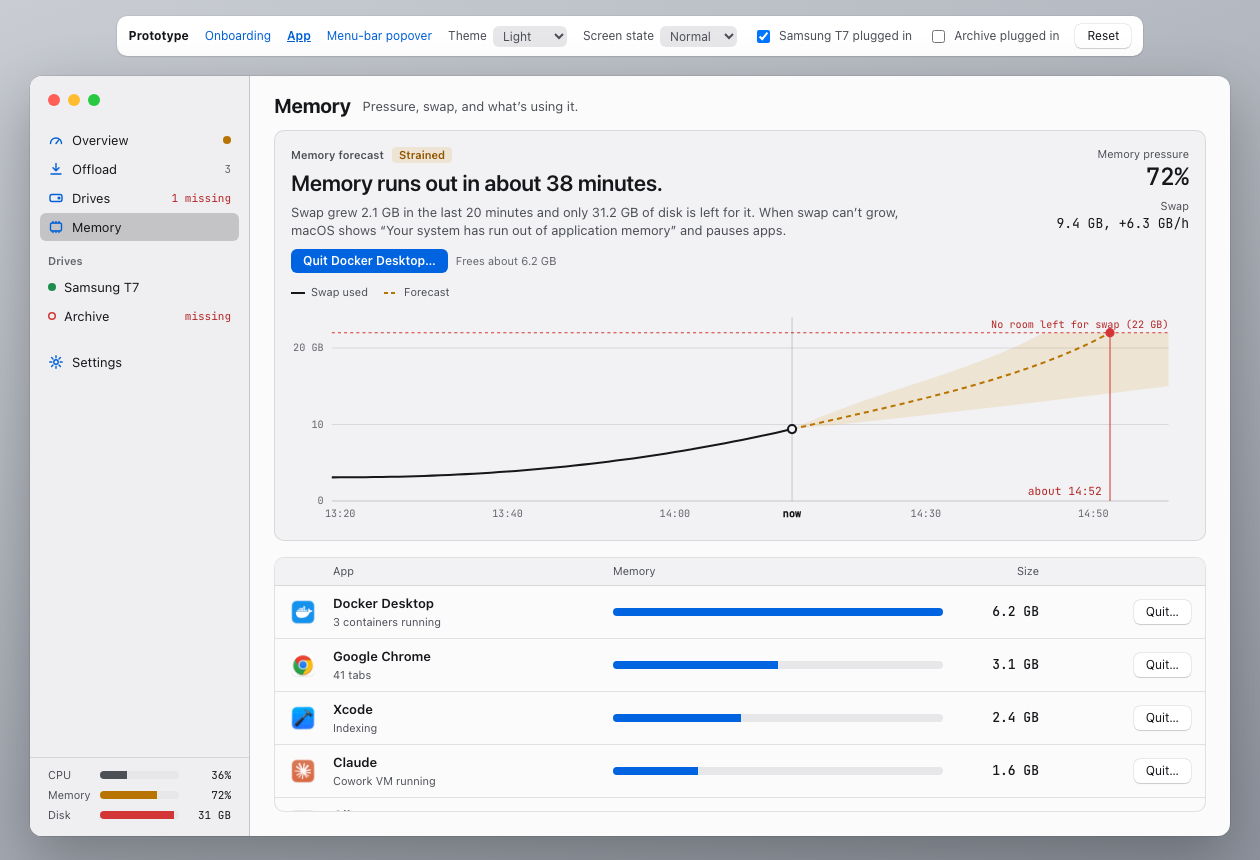 Prototype Onboarding App Menu-bar popover Theme Light Screen state Normal Samsung T7 plugged in Archive plugged in Reset
Overview
Offload 3
Drives 1 missing
Memory
Drives
Samsung T7
Archive missing
Settings
CPU 36%
Memory 72%
Disk 31 GB
Memory Pressure, swap, and what’s using it.
Memory forecast Strained
Memory runs out in about 38 minutes.
Swap grew 2.1 GB in the last 20 minutes and only 31.2 GB of disk is left for it. When swap can’t grow,
macOS shows “Your system has run out of application memory” and pauses apps.
Quit Docker Desktop… Frees about 6.2 GB
Memory pressure
72%
Swap
9.4 GB, +6.3 GB/h
Swap used Forecast
No room left for swap (22 GB)
20 GB
10
0
about 14:52
13:20 13:40 14:00 now 14:30 14:50
App Memory Size
Docker Desktop 6.2 GB Quit…
3 containers running
Google Chrome 3.1 GB Quit…
41 tabs
Xcode 2.4 GB Quit…
Indexing
Claude 1.6 GB Quit…
Cowork VM running